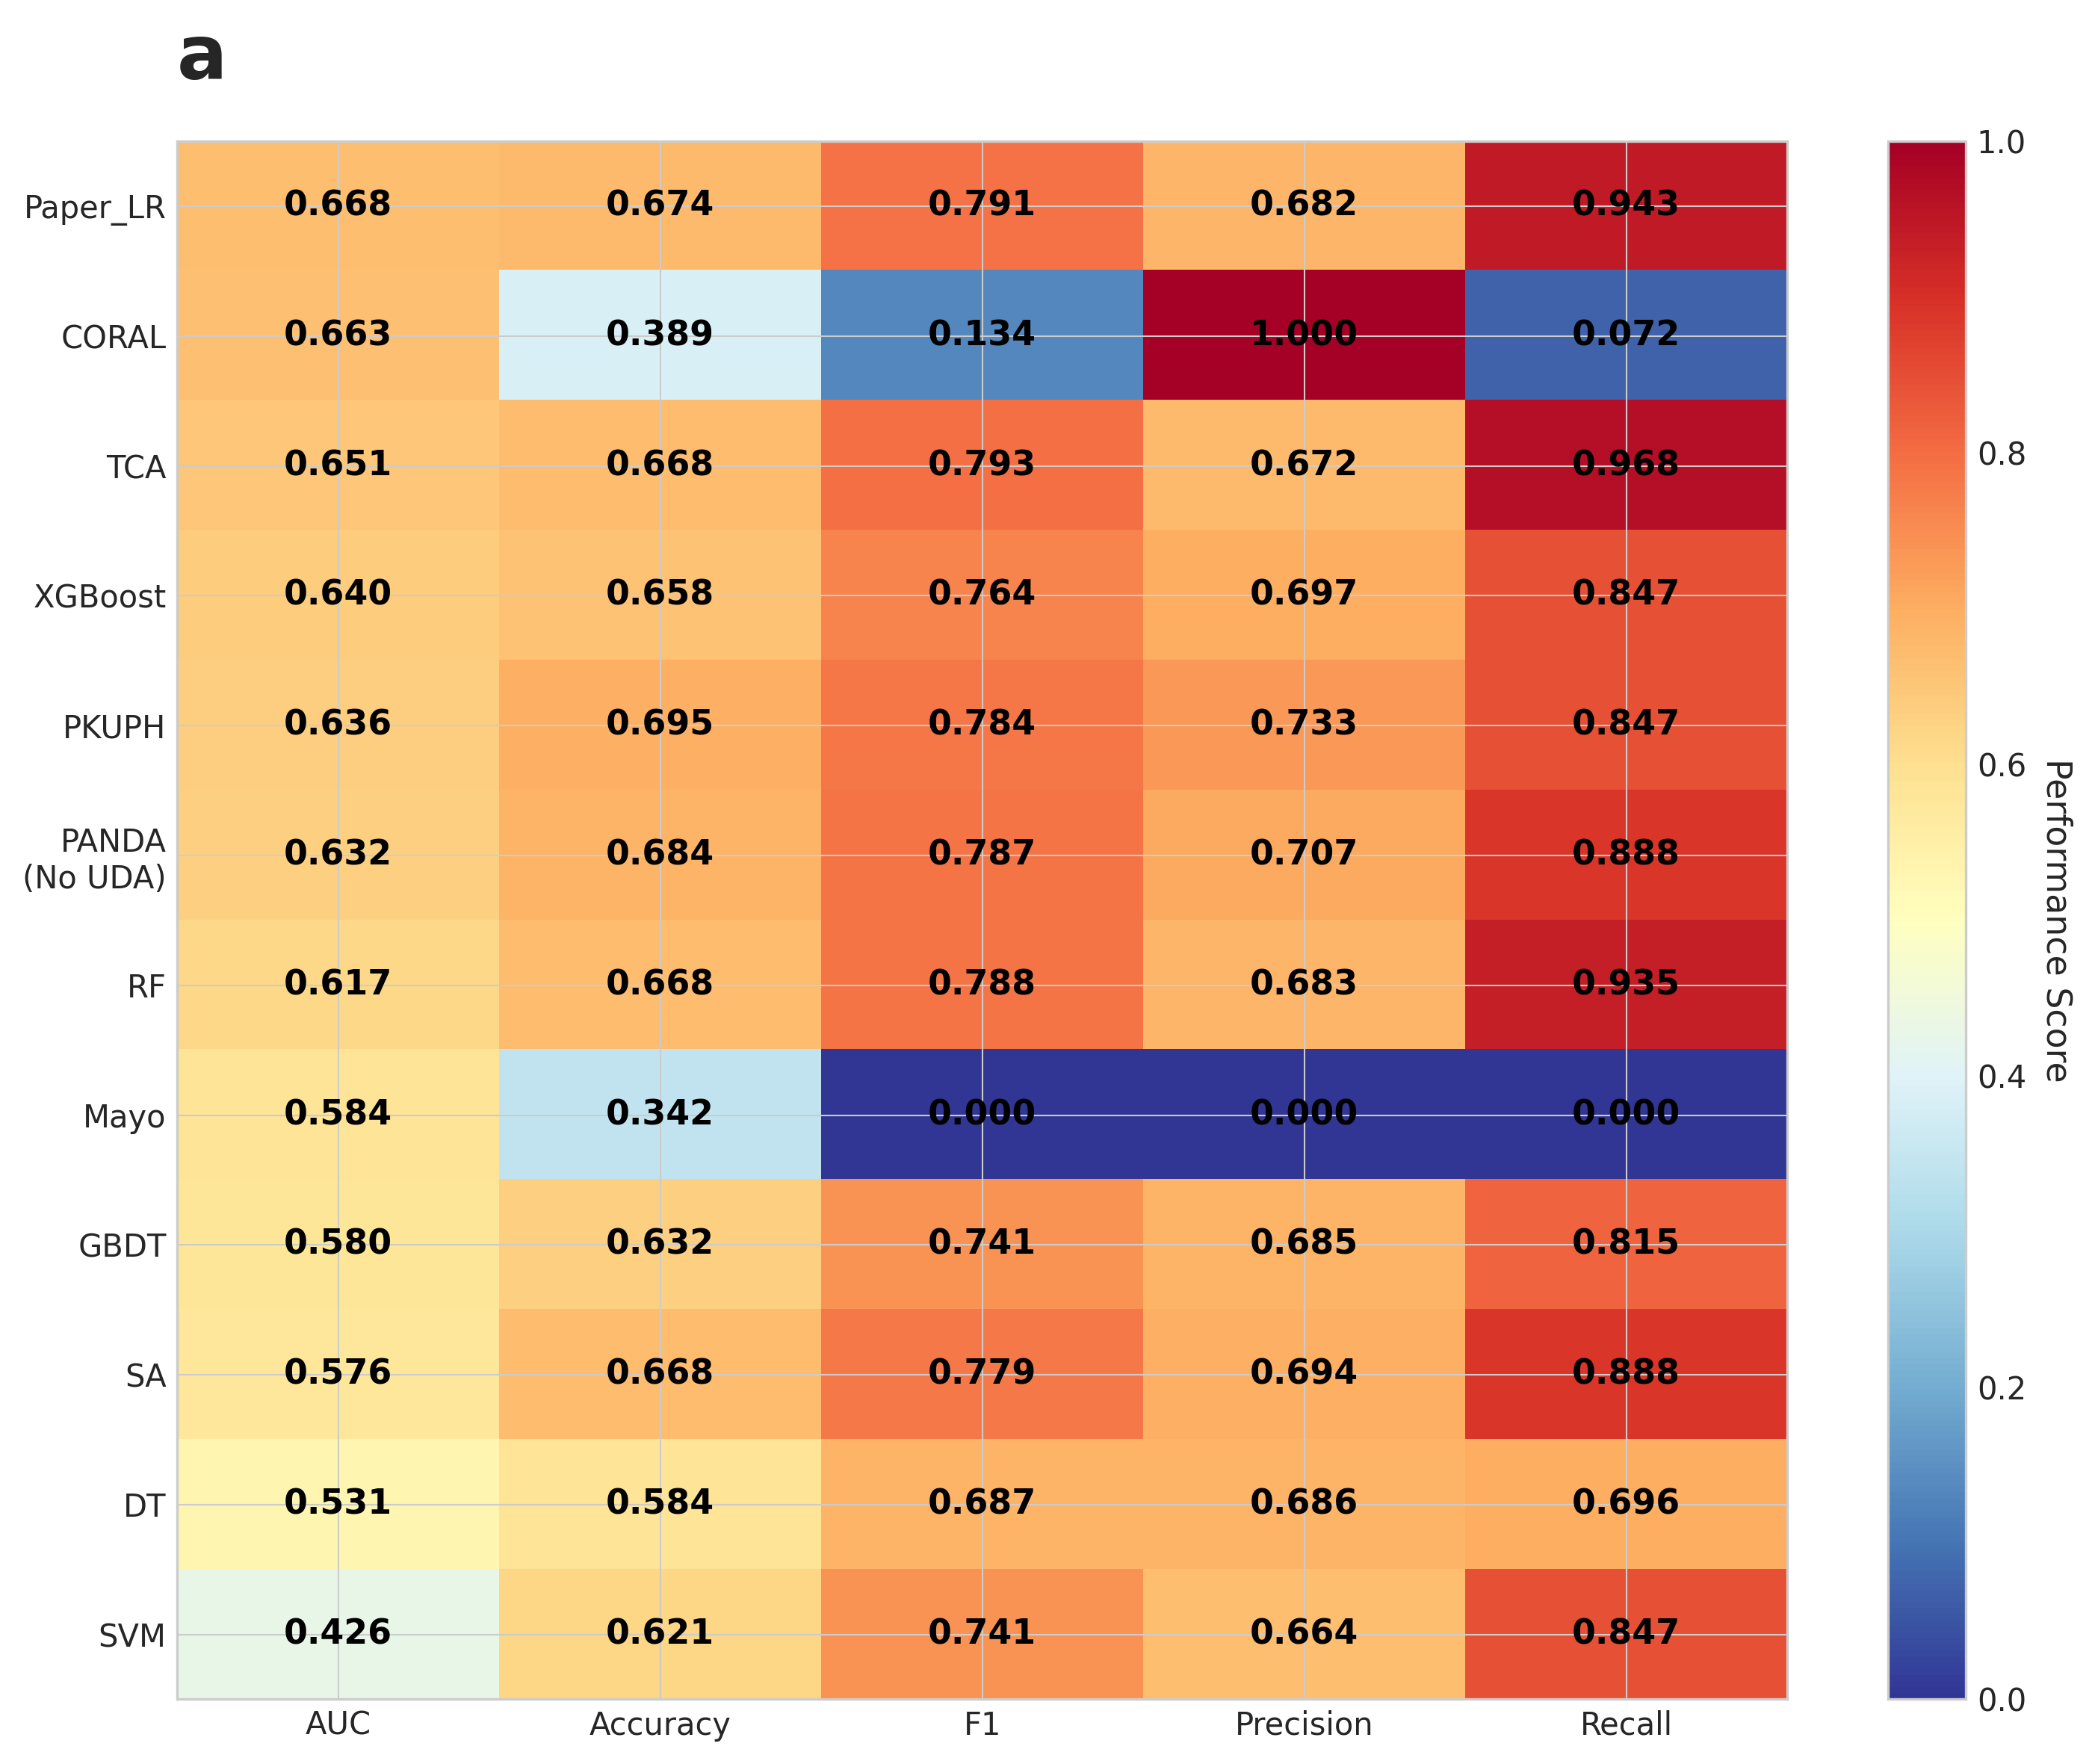 a
Paper_LR 0.668 0.674 0.791 0.682 0.943
CORAL 0.663 0.389 0.134 1.000 0.072
TCA 0.651 0.668 0.793 0.672 0.968
XGBoost 0.640 0.658 0.764 0.697 0.847
PKUPH 0.636 0.695 0.784 0.733 0.847
PANDA
(No UDA) 0.632 0.684 0.787 0.707 0.888
RF 0.617 0.668 0.788 0.683 0.935
Mayo 0.584 0.342 0.000 0.000 0.000
GBDT 0.580 0.632 0.741 0.685 0.815
SA 0.576 0.668 0.779 0.694 0.888
DT 0.531 0.584 0.687 0.686 0.696
SVM 0.426 0.621 0.741 0.664 0.847
AUC Accuracy F1 Precision Recall
1.0
0.8
0.6
0.4
0.2
0.0
Performance Score